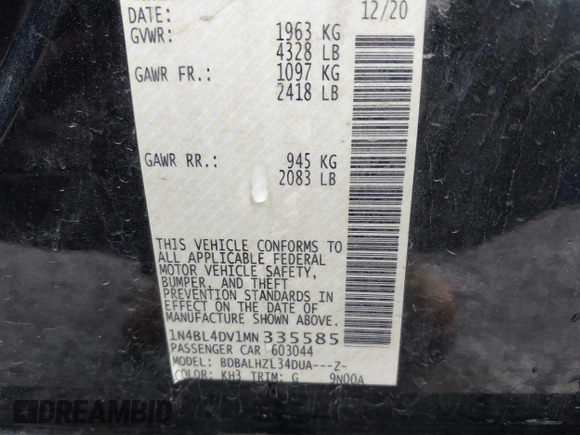 DATE: 12/20
GVWR: 1963 KG
4328 LB
GAWR FR.: 1097 KG
2418 LB
GAWR RR.: 945 KG
2083 LB
THIS VEHICLE CONFORMS TO
ALL APPLICABLE FEDERAL
MOTOR VEHICLE SAFETY,
BUMPER, AND THEFT
PREVENTION STANDARDS IN
EFFECT ON THE DATE OF
MANUFACTURE SHOWN ABOVE.
1N4BL4DV1MN335585
PASSENGER CAR 603044
MODEL: BDBALHZL34DUA---Z-
COLOR: KH3 TRIM: G 9N00A
DREAMBID